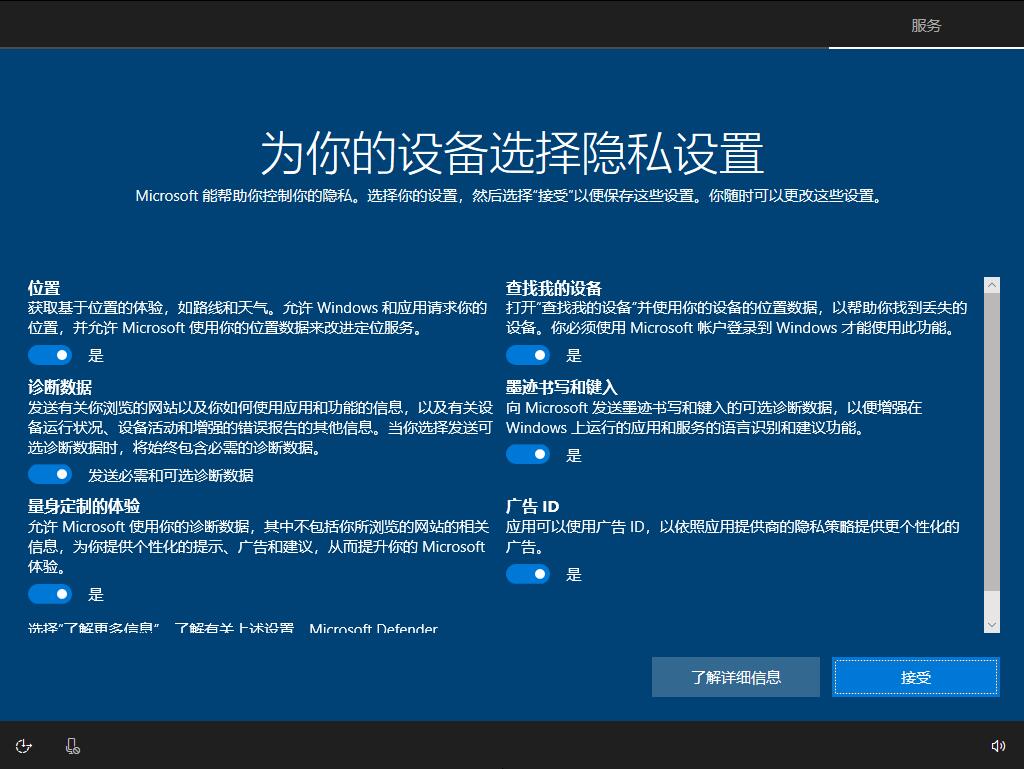 服务
为你的设备选择隐私设置
Microsoft 能帮助你控制你的隐私。选择你的设置，然后选择“接受”以便保存这些设置。你随时可以更改这些设置。
位置
获取基于位置的体验，如路线和天气。允许 Windows 和应用请求你的
位置，并允许 Microsoft 使用你的位置数据来改进定位服务。
是
查找我的设备
打开“查找我的设备”并使用你的设备的位置数据，以帮助你找到丢失的
设备。你必须使用 Microsoft 帐户登录到 Windows 才能使用此功能。
是
诊断数据
发送有关你浏览的网站以及你如何使用应用和功能的信息，以及有关设
备运行状况、设备活动和增强的错误报告的其他信息。当你选择发送可
选诊断数据时，将始终包含必需的诊断数据。
发送必需和可选诊断数据
墨迹书写和键入
向 Microsoft 发送墨迹书写和键入的可选诊断数据，以便增强在
Windows 上运行的应用和服务的语言识别和建议功能。
是
量身定制的体验
允许 Microsoft 使用你的诊断数据，其中不包括你所浏览的网站的相关
信息，为你提供个性化的提示、广告和建议，从而提升你的 Microsoft
体验。
是
广告 ID
应用可以使用广告 ID，以依照应用提供商的隐私策略提供更个性化的
广告。
是
选择“了解更多信息”，了解有关上述设置、Microsoft Defender
了解详细信息
接受